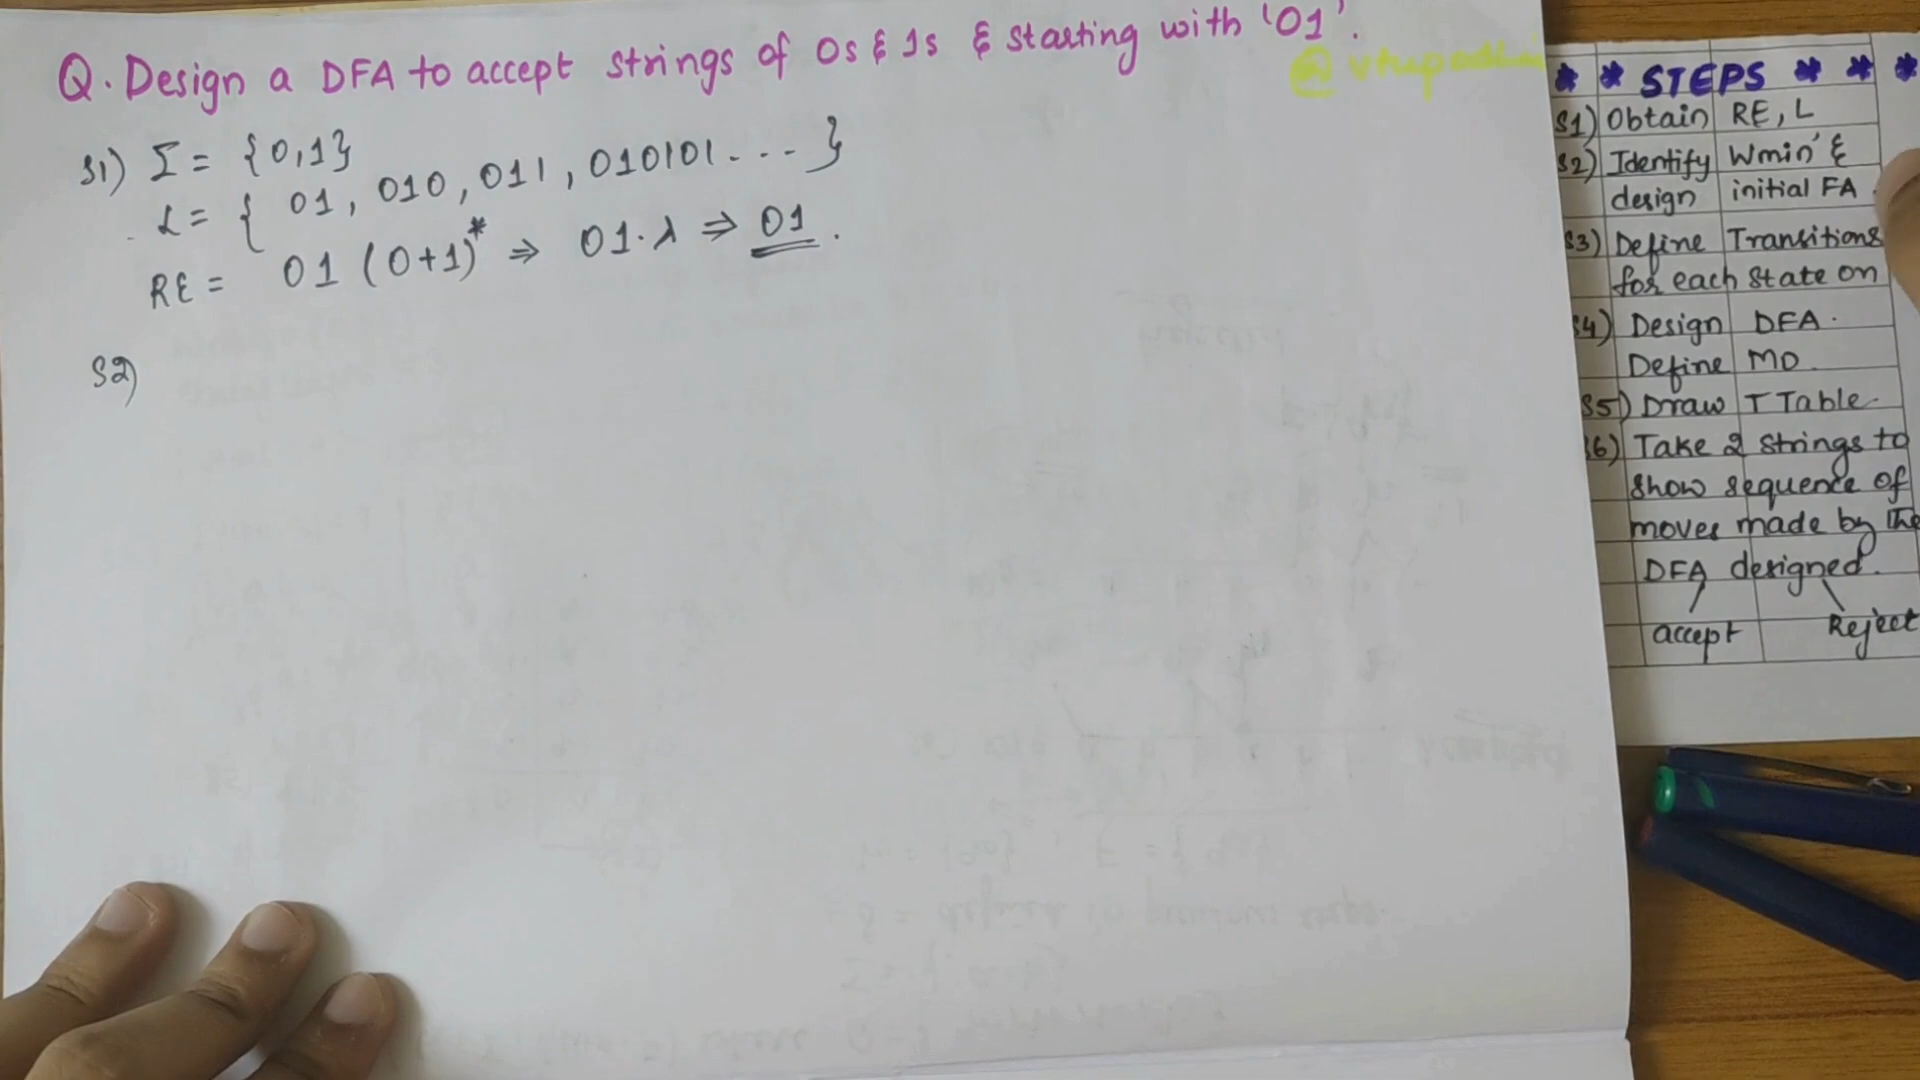 Q. Design a DFA to accept strings of 0s & 1s & starting with '01'.
S1) Σ = {0,1}
L = { 01, 010, 011, 010101 . . . }
RE = 01 (0+1)* ⇒ 01.λ ⇒ 01 .
S2)
* * STEPS * * *
S1) Obtain RE, L
S2) Identify Wmin' &
design initial FA
S3) Define Transitions
for each state on
S4) Design DFA.
Define MD.
S5) Draw T Table.
S6) Take 2 strings to
show sequence of
moves made by the
DFA designed.
accept Reject